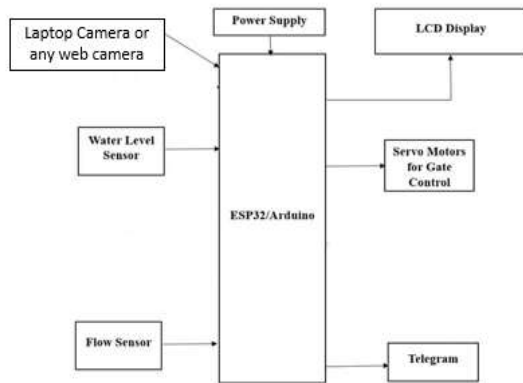 Power Supply
LCD Display
Laptop Camera or
any web camera
Water Level
Sensor
Servo Motors
for Gate
Control
ESP32/Arduino
Flow Sensor
Telegram